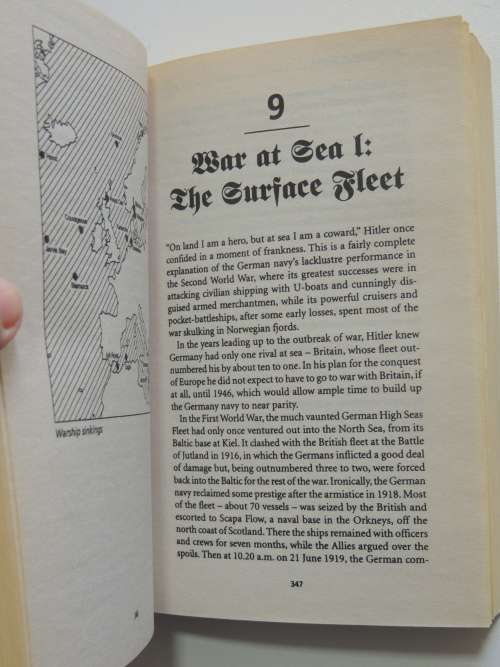 Jervis Bay
Bismarck
Warship sinkings
9
War at Sea I:
The Surface Fleet
“On land I am a hero, but at sea I am a coward,” Hitler once
confided in a moment of frankness. This is a fairly complete
explanation of the German navy’s lacklustre performance in
the Second World War, where its greatest successes were in
attacking civilian shipping with U-boats and cunningly dis-
guised armed merchantmen, while its powerful cruisers and
pocket-battleships, after some early losses, spent most of the
war skulking in Norwegian fjords.
In the years leading up to the outbreak of war, Hitler knew
Germany had only one rival at sea – Britain, whose fleet out-
numbered his by about ten to one. In his plan for the conquest
of Europe he did not expect to have to go to war with Britain, if
at all, until 1946, which would allow ample time to build up
the Germany navy to near parity.
In the First World War, the much vaunted German High Seas
Fleet had only once ventured out into the North Sea, from its
Baltic base at Kiel. It clashed with the British fleet at the Battle
of Jutland in 1916, in which the Germans inflicted a good deal
of damage but, being outnumbered three to two, were forced
back into the Baltic for the rest of the war. Ironically, the German
navy reclaimed some prestige after the armistice in 1918. Most
of the fleet – about 70 vessels – was seized by the British and
escorted to Scapa Flow, a naval base in the Orkneys, off the
north coast of Scotland. There the ships remained with officers
and crews for seven months, while the Allies argued over the
spoils. Then at 10.20 a.m. on 21 June 1919, the German com-
347